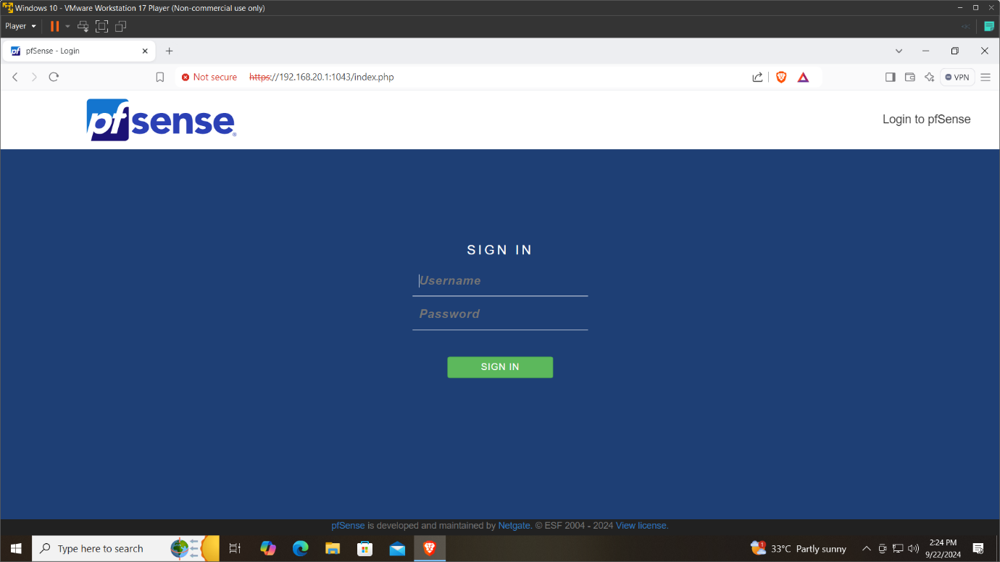 Windows 10 - VMware Workstation 17 Player (Non-commercial use only)
Player
pf pfSense - Login
Not secure https://192.168.20.1:1043/index.php
VPN
pfsense®
Login to pfSense
SIGN IN
Username
Password
SIGN IN
pfSense is developed and maintained by Netgate. © ESF 2004 - 2024 View license.
Type here to search
1
33°C Partly sunny
2:24 PM
9/22/2024